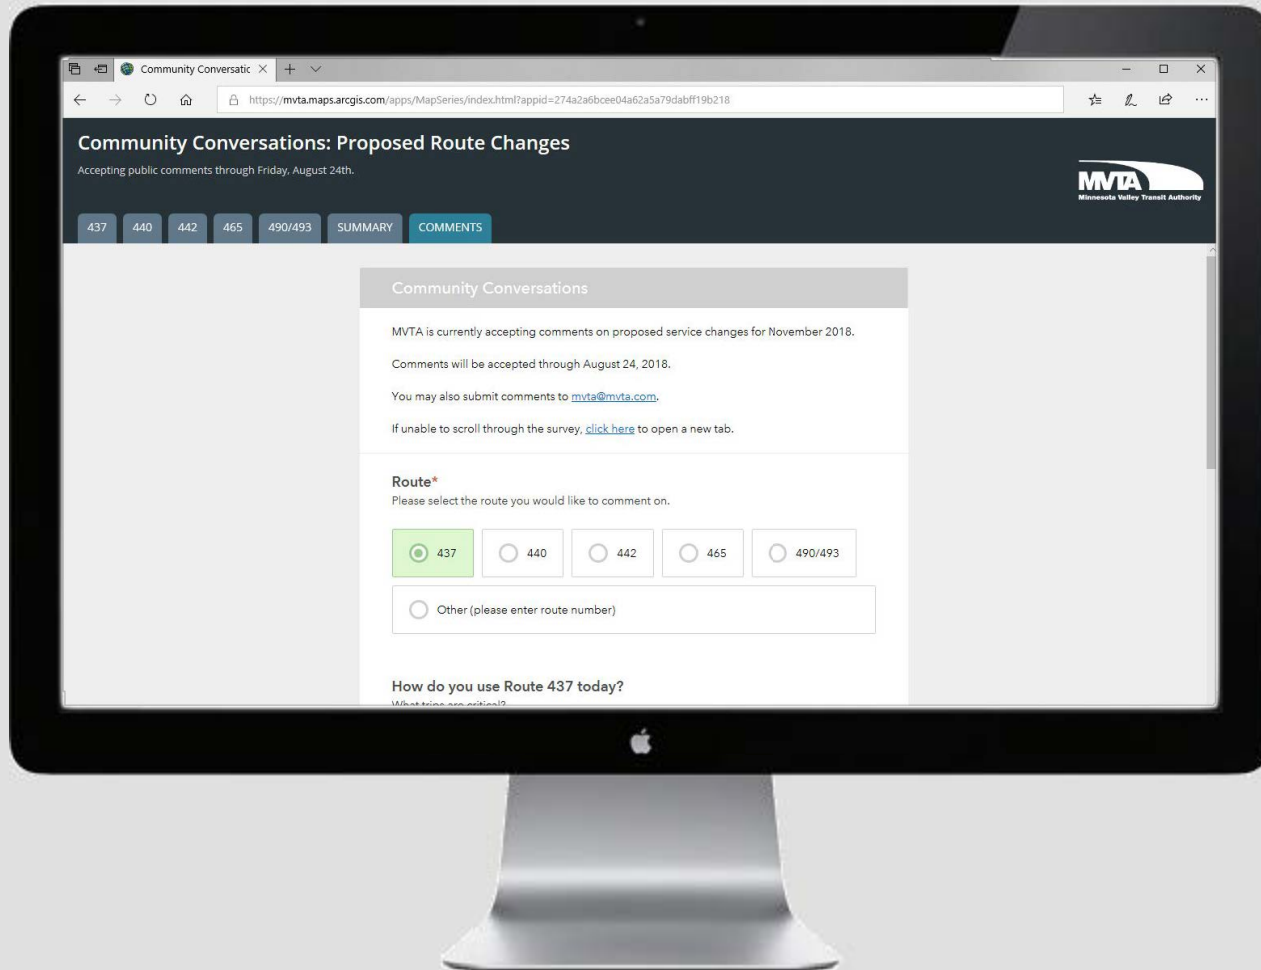 Community Conversatic
https://mvta.maps.arcgis.com/apps/MapSeries/index.html?appid=274a2a6bcee04a62a5a79dabff19b218
Community Conversations: Proposed Route Changes
Accepting public comments through Friday, August 24th.
MVTA
Minnesota Valley Transit Authority
437 440 442 465 490/493 SUMMARY COMMENTS
Community Conversations
MVTA is currently accepting comments on proposed service changes for November 2018.
Comments will be accepted through August 24, 2018.
You may also submit comments to mvta@mvta.com.
If unable to scroll through the survey, click here to open a new tab.
Route*
Please select the route you would like to comment on.
437 440 442 465 490/493
Other (please enter route number)
How do you use Route 437 today?
What trips are critical?